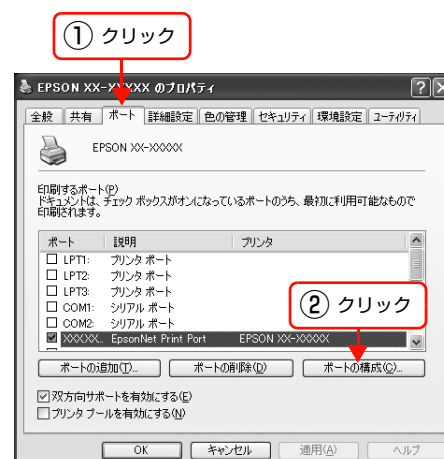 ① クリック
EPSON XX-XXXXX のプロパティ
全般 共有 ポート 詳細設定 色の管理 セキュリティ 環境設定 ユーティリティ
EPSON XX-XXXXX
印刷するポート(P)
ドキュメントは、チェック ボックスがオンになっているポートのうち、最初に利用可能なもので
印刷されます。
ポート 説明 プリンタ
LPT1: プリンタ ポート
LPT2: プリンタ ポート
LPT3: プリンタ ポート
COM1: シリアル ポート
COM2: シリアル ポート
② クリック
XXX.XX... EpsonNet Print Port EPSON XX-XXXXX
ポートの追加(T)... ポートの削除(D) ポートの構成(C)...
双方向サポートを有効にする(E)
プリンタ プールを有効にする(N)
OK キャンセル 適用(A) ヘルプ